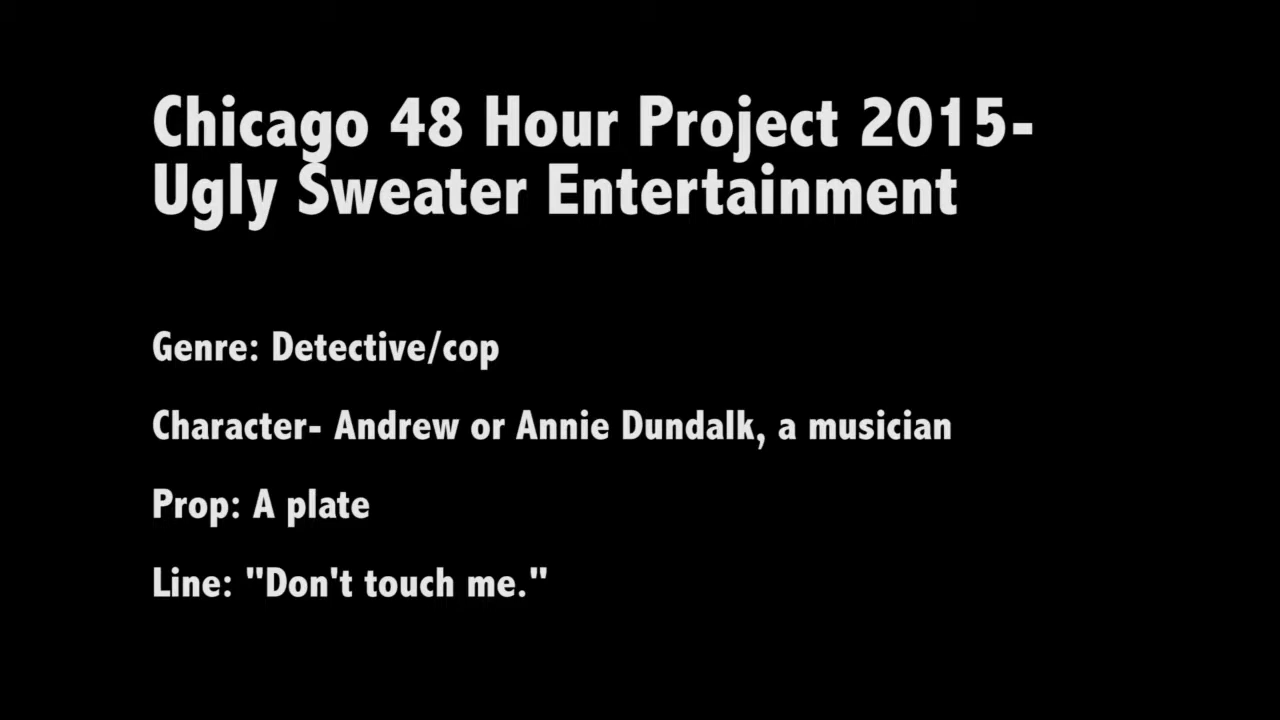 Chicago 48 Hour Project 2015-
Ugly Sweater Entertainment
Genre: Detective/cop
Character- Andrew or Annie Dundalk, a musician
Prop: A plate
Line: "Don't touch me."